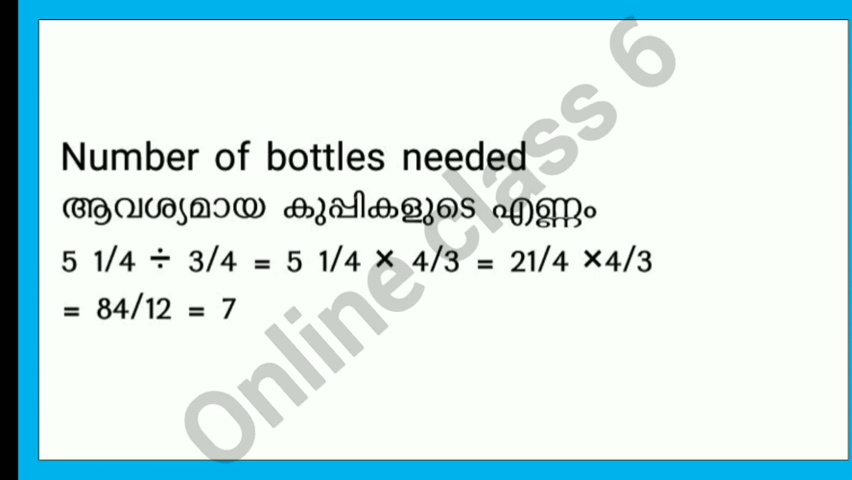 Number of bottles needed
ആവശ്യമായ കുപ്പികളുടെ എണ്ണം
5 1/4 ÷ 3/4 = 5 1/4 × 4/3 = 21/4 ×4/3
= 84/12 = 7
Online class 6